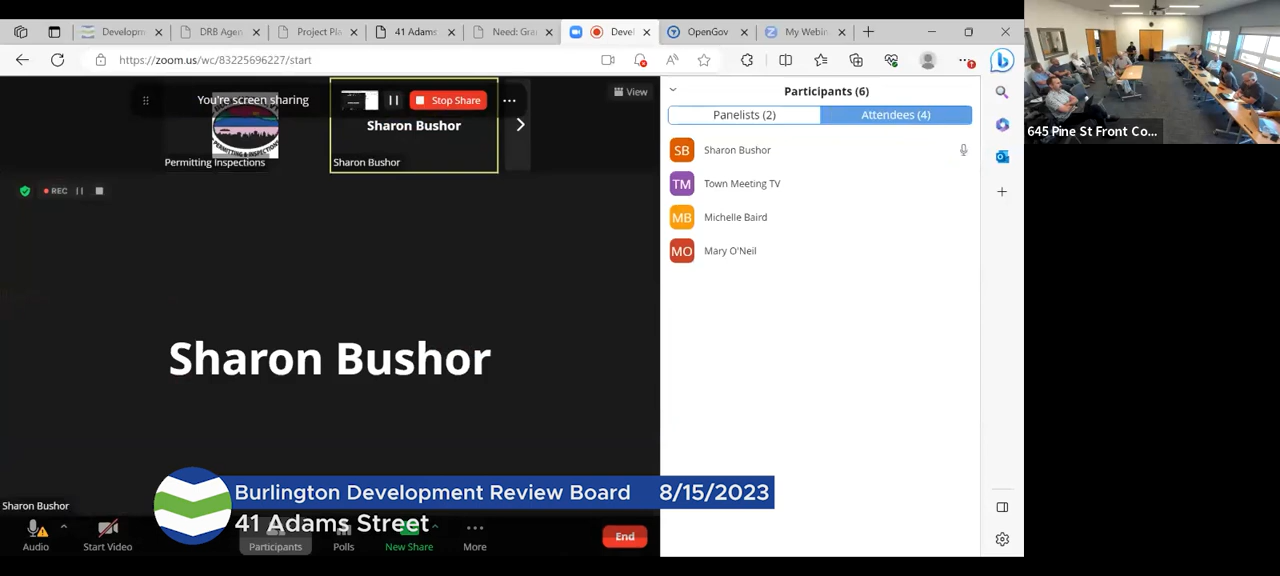 Developm
DRB Agen
Project Pla
41 Adams
Need: Gra
Devel
OpenGov
My Webin
https://zoom.us/wc/83225696227/start
You're screen sharing
Stop Share
View
Permitting Inspections
Sharon Bushor
Sharon Bushor
REC
Sharon Bushor
Sharon Bushor
Audio
Start Video
Participants
Polls
New Share
More
End
Participants (6)
Panelists (2)
Attendees (4)
SB Sharon Bushor
TM Town Meeting TV
MB Michelle Baird
MO Mary O'Neil
645 Pine St Front Co...
Burlington Development Review Board 8/15/2023
41 Adams Street